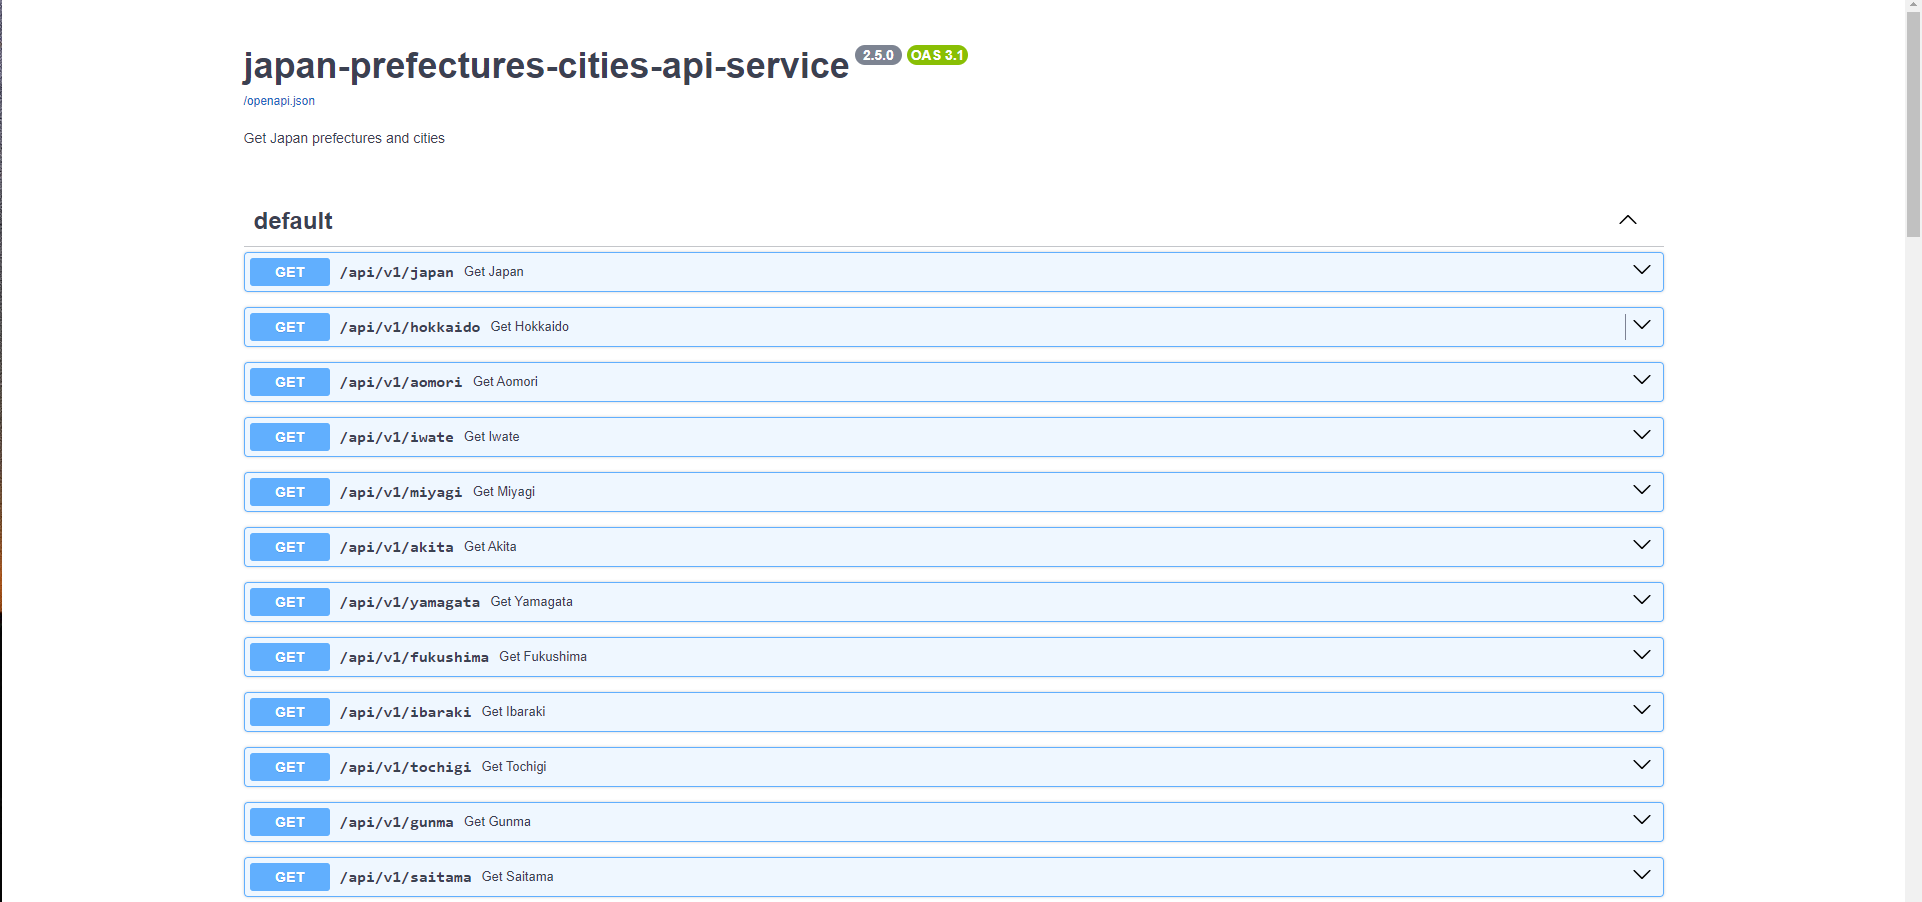 japan-prefectures-cities-api-service 2.5.0 OAS 3.1
/openapi.json
Get Japan prefectures and cities
default
GET /api/v1/japan Get Japan
GET /api/v1/hokkaido Get Hokkaido
GET /api/v1/aomori Get Aomori
GET /api/v1/iwate Get Iwate
GET /api/v1/miyagi Get Miyagi
GET /api/v1/akita Get Akita
GET /api/v1/yamagata Get Yamagata
GET /api/v1/fukushima Get Fukushima
GET /api/v1/ibaraki Get Ibaraki
GET /api/v1/tochigi Get Tochigi
GET /api/v1/gunma Get Gunma
GET /api/v1/saitama Get Saitama